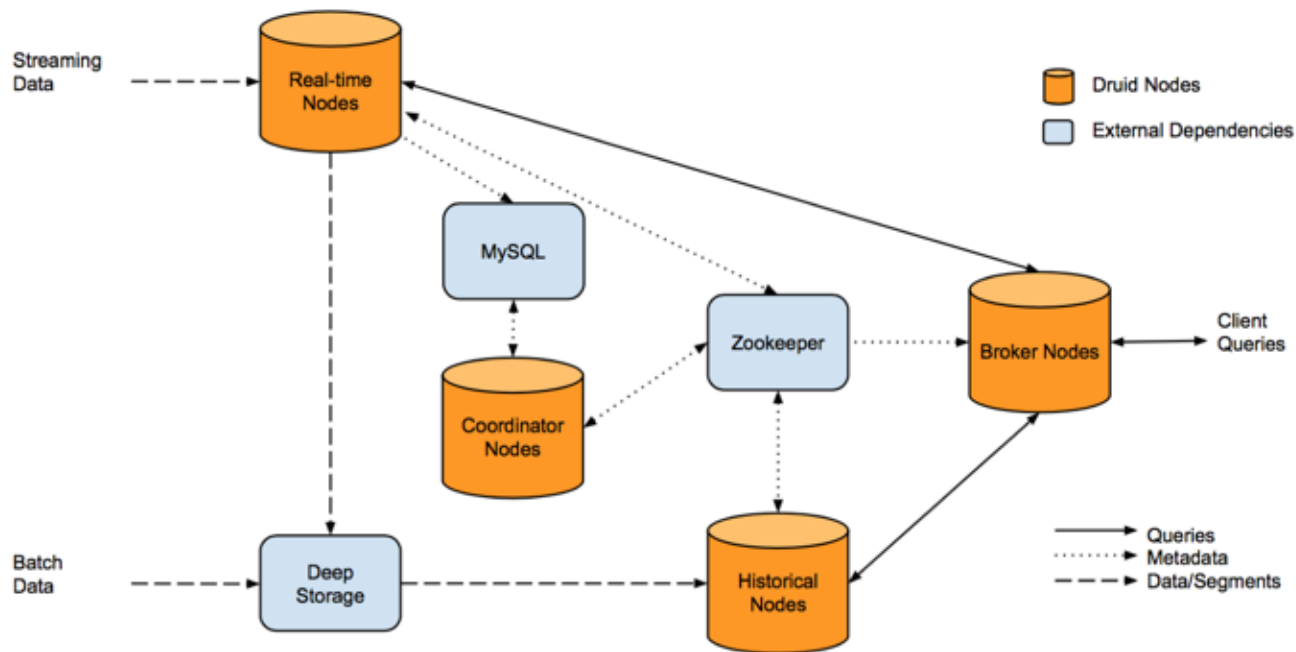 Streaming
Data
Real-time
Nodes
Druid Nodes
External Dependencies
MySQL
Zookeeper
Broker Nodes
Client
Queries
Coordinator
Nodes
Batch
Data
Deep
Storage
Historical
Nodes
Queries
Metadata
Data/Segments